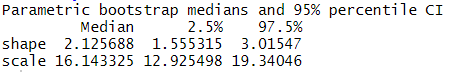 Parametric bootstrap medians and 95% percentile CI
Median 2.5% 97.5%
shape 2.125688 1.555315 3.01547
scale 16.143325 12.925498 19.34046